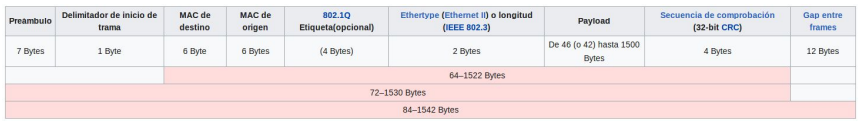 Preámbulo
Delimitador de inicio de
trama
MAC de
destino
MAC de
origen
802.1Q
Etiqueta(opcional)
Ethertype (Ethernet II) o longitud
(IEEE 802.3)
Payload
Secuencia de comprobación
(32-bit CRC)
Gap entre
frames
7 Bytes
1 Byte
6 Byte
6 Bytes
(4 Bytes)
2 Bytes
De 46 (o 42) hasta 1500
Bytes
4 Bytes
12 Bytes
64–1522 Bytes
72–1530 Bytes
84–1542 Bytes